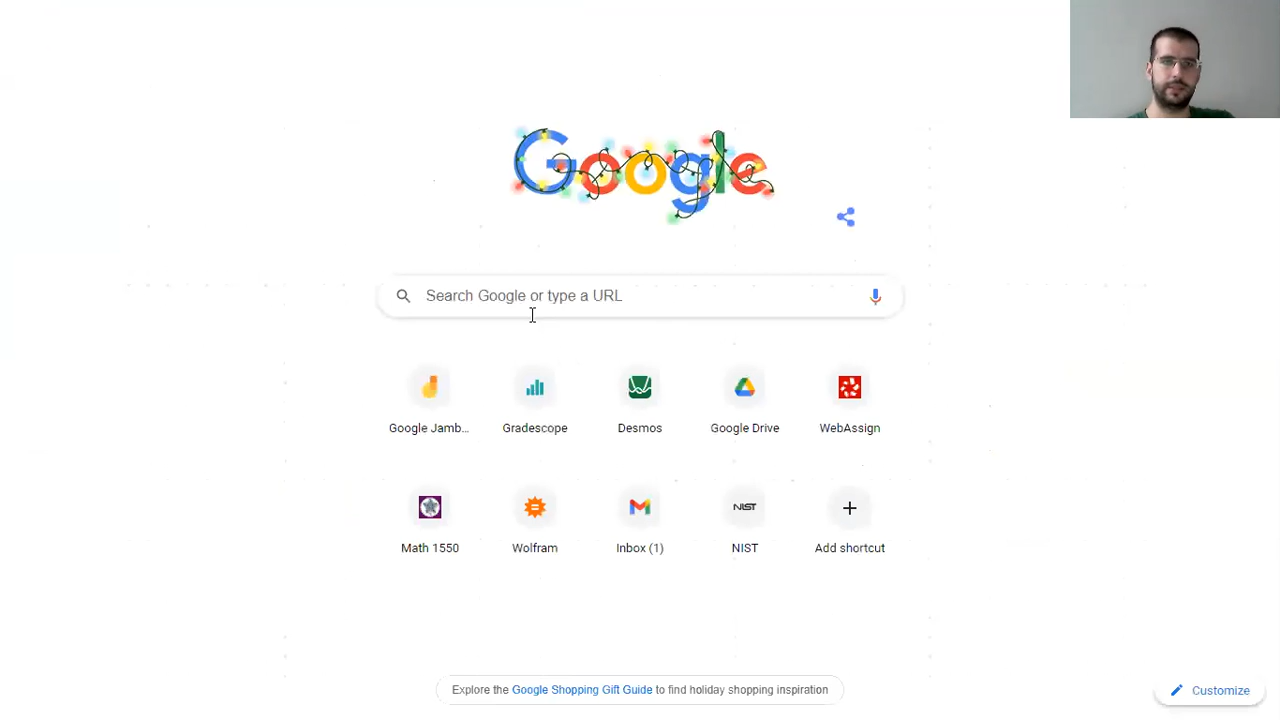 Google
Search Google or type a URL
Google Jamb... Gradescope Desmos Google Drive WebAssign
NIST
Math 1550 Wolfram Inbox (1) NIST Add shortcut
Explore the Google Shopping Gift Guide to find holiday shopping inspiration
Customize